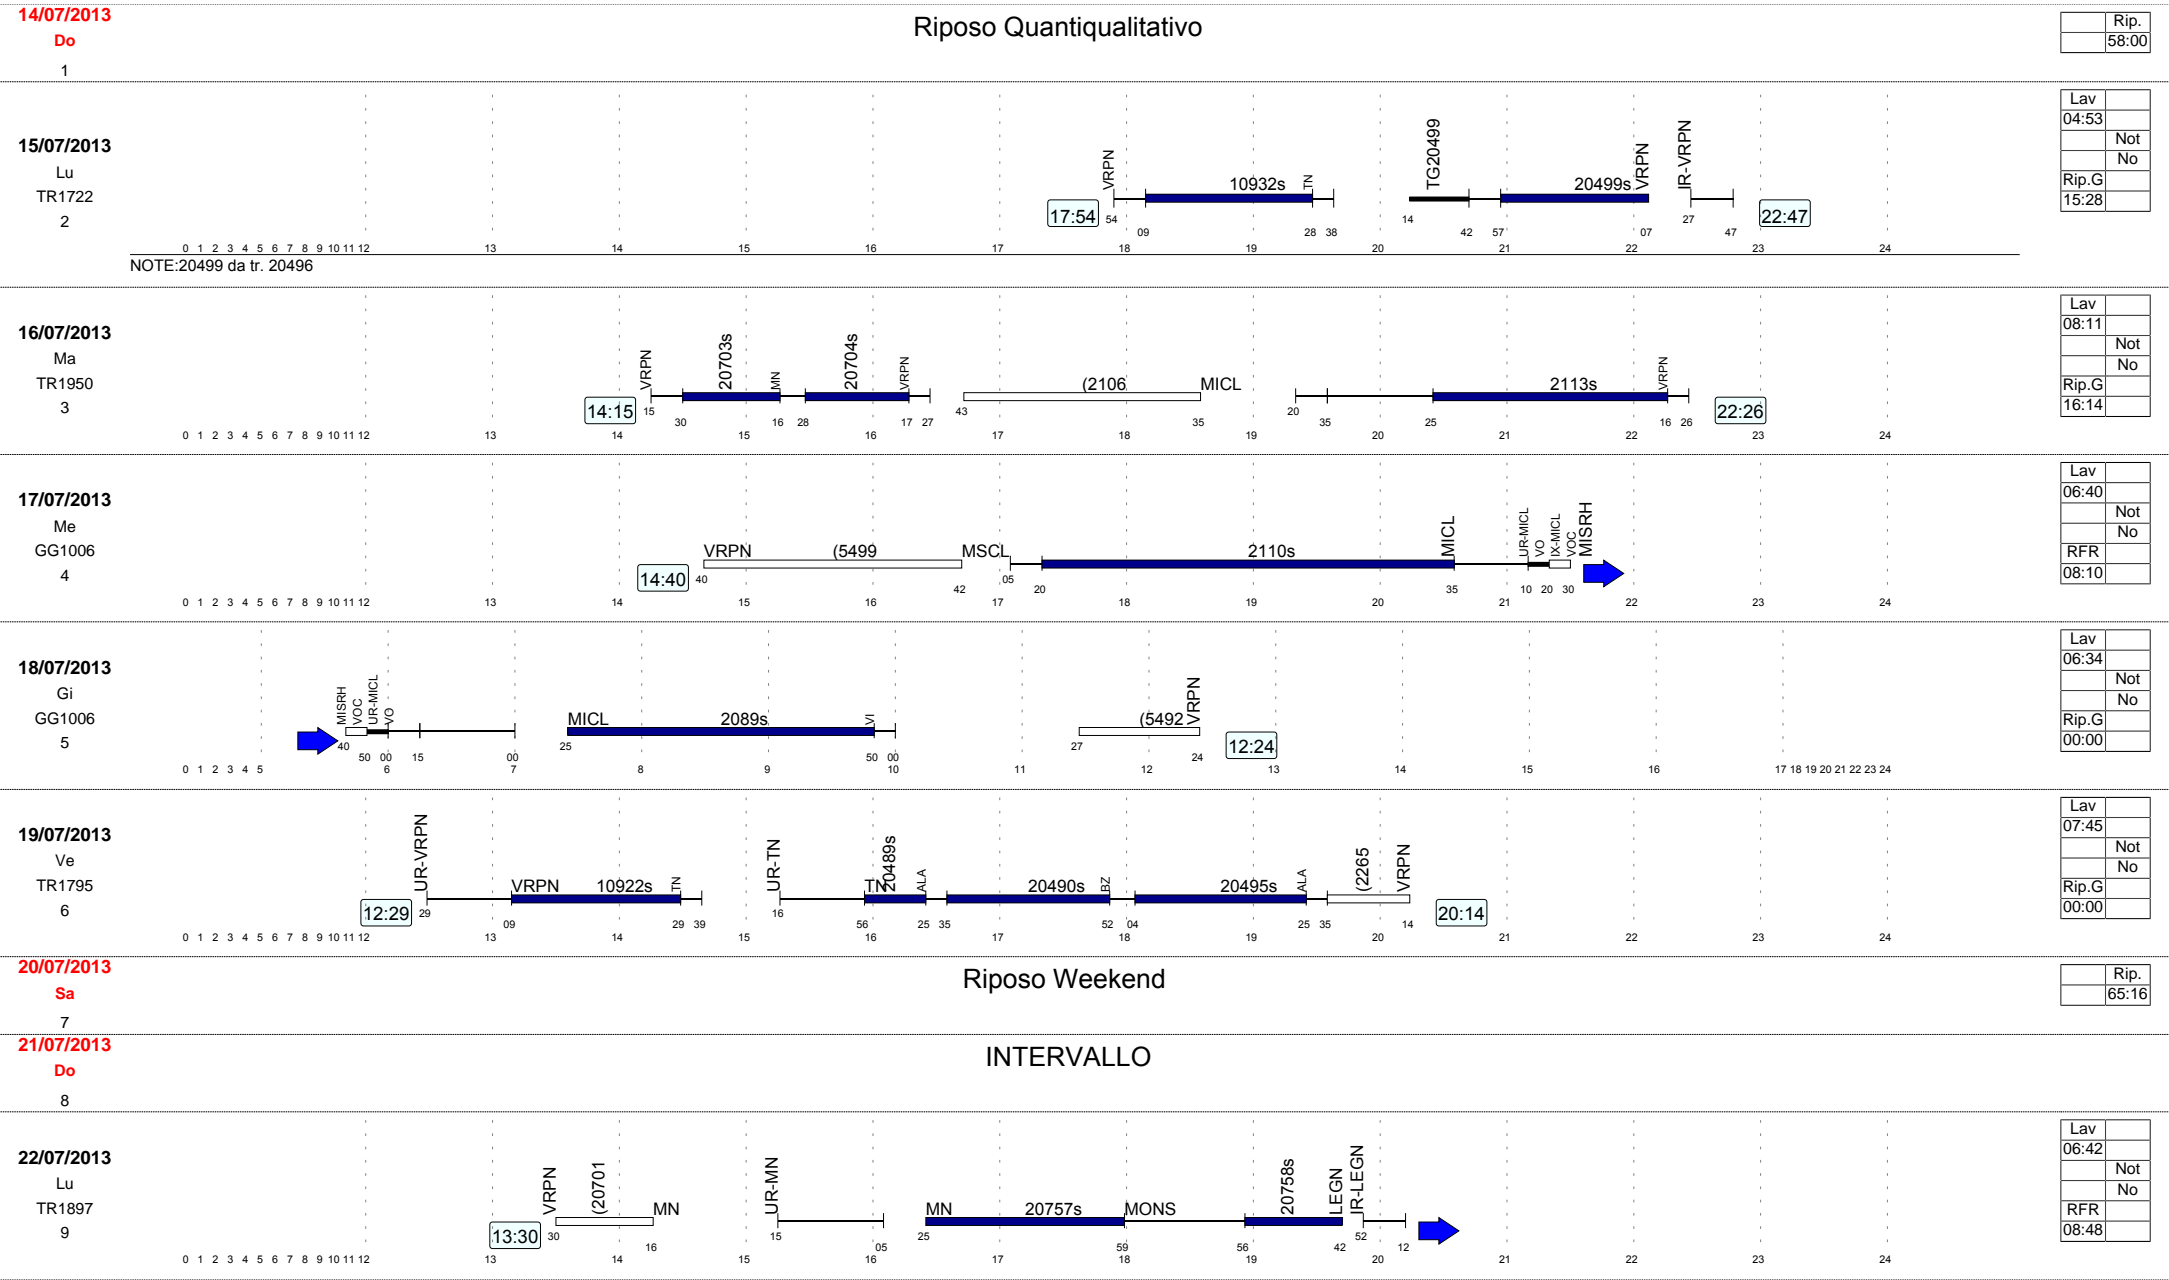 14/07/2013
Do
1
Riposo Quantiqualitativo
Rip.
58:00
15/07/2013
Lu
TR1722
2
17:54
VRPN
10932s
TN
TG20499
20499s
VRPN
IR-VRPN
22:47
54 09 28 38 14 42 57 07 27 47
0 1 2 3 4 5 6 7 8 9 10 11 12 13 14 15 16 17 18 19 20 21 22 23 24
NOTE:20499 da tr. 20496
Lav
04:53
Not
No
Rip.G
15:28
16/07/2013
Ma
TR1950
3
14:15
VRPN
20703s
MN
20704s
VRPN
(2106
MICL
2113s
VRPN
22:26
15 30 16 28 17 27 43 35 20 35 25 16 26
0 1 2 3 4 5 6 7 8 9 10 11 12 13 14 15 16 17 18 19 20 21 22 23 24
Lav
08:11
Not
No
Rip.G
16:14
17/07/2013
Me
GG1006
4
14:40
VRPN
(5499
MSCL
2110s
MICL
UR-MICL
VO
IX-MICL
VOC
MISRH
40 42 05 20 35 10 20 30
0 1 2 3 4 5 6 7 8 9 10 11 12 13 14 15 16 17 18 19 20 21 22 23 24
Lav
06:40
Not
No
RFR
08:10
18/07/2013
Gi
GG1006
5
MISRH
VOC
UR-MICL
VO
MICL
2089s
VI
(5492
VRPN
12:24
40 50 00 15 00 25 50 00 27 24
0 1 2 3 4 5 6 7 8 9 10 11 12 13 14 15 16 17 18 19 20 21 22 23 24
Lav
06:34
Not
No
Rip.G
00:00
19/07/2013
Ve
TR1795
6
12:29
UR-VRPN
VRPN
10922s
TN
UR-TN
TN
20489s
ALA
20490s
BZ
20495s
ALA
(2265
VRPN
20:14
29 09 29 39 16 56 25 35 52 04 25 35 14
0 1 2 3 4 5 6 7 8 9 10 11 12 13 14 15 16 17 18 19 20 21 22 23 24
Lav
07:45
Not
No
Rip.G
00:00
20/07/2013
Sa
7
Riposo Weekend
Rip.
65:16
21/07/2013
Do
8
INTERVALLO
22/07/2013
Lu
TR1897
9
13:30
VRPN
(20701
MN
UR-MN
MN
20757s
MONS
20758s
LEGN
IR-LEGN
30 16 15 05 25 59 56 42 52 12
0 1 2 3 4 5 6 7 8 9 10 11 12 13 14 15 16 17 18 19 20 21 22 23 24
Lav
06:42
Not
No
RFR
08:48